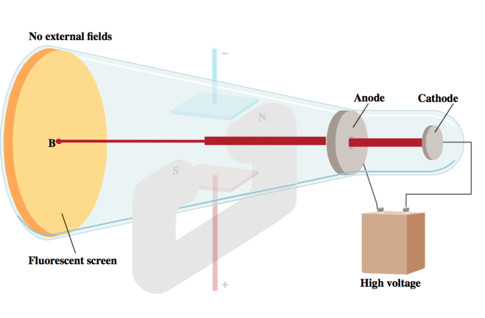 No external fields
−
Anode
Cathode
N
B
S
Fluorescent screen
+
High voltage